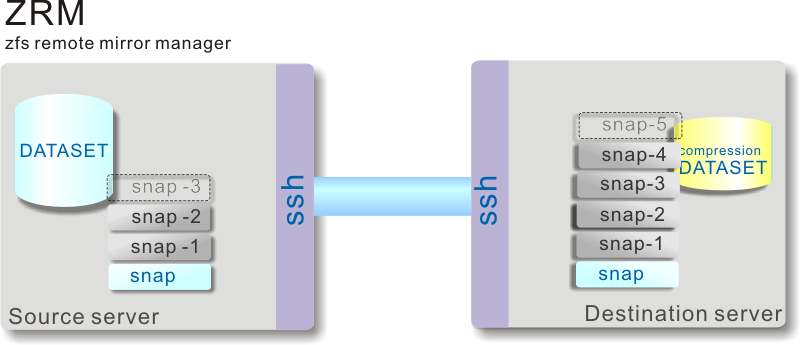 ZRM
zfs remote mirror manager
DATASET
snap -3
snap -2
snap -1
snap
Source server
ssh
ssh
snap-5
snap-4
snap-3
snap-2
snap-1
snap
compression
DATASET
Destination server